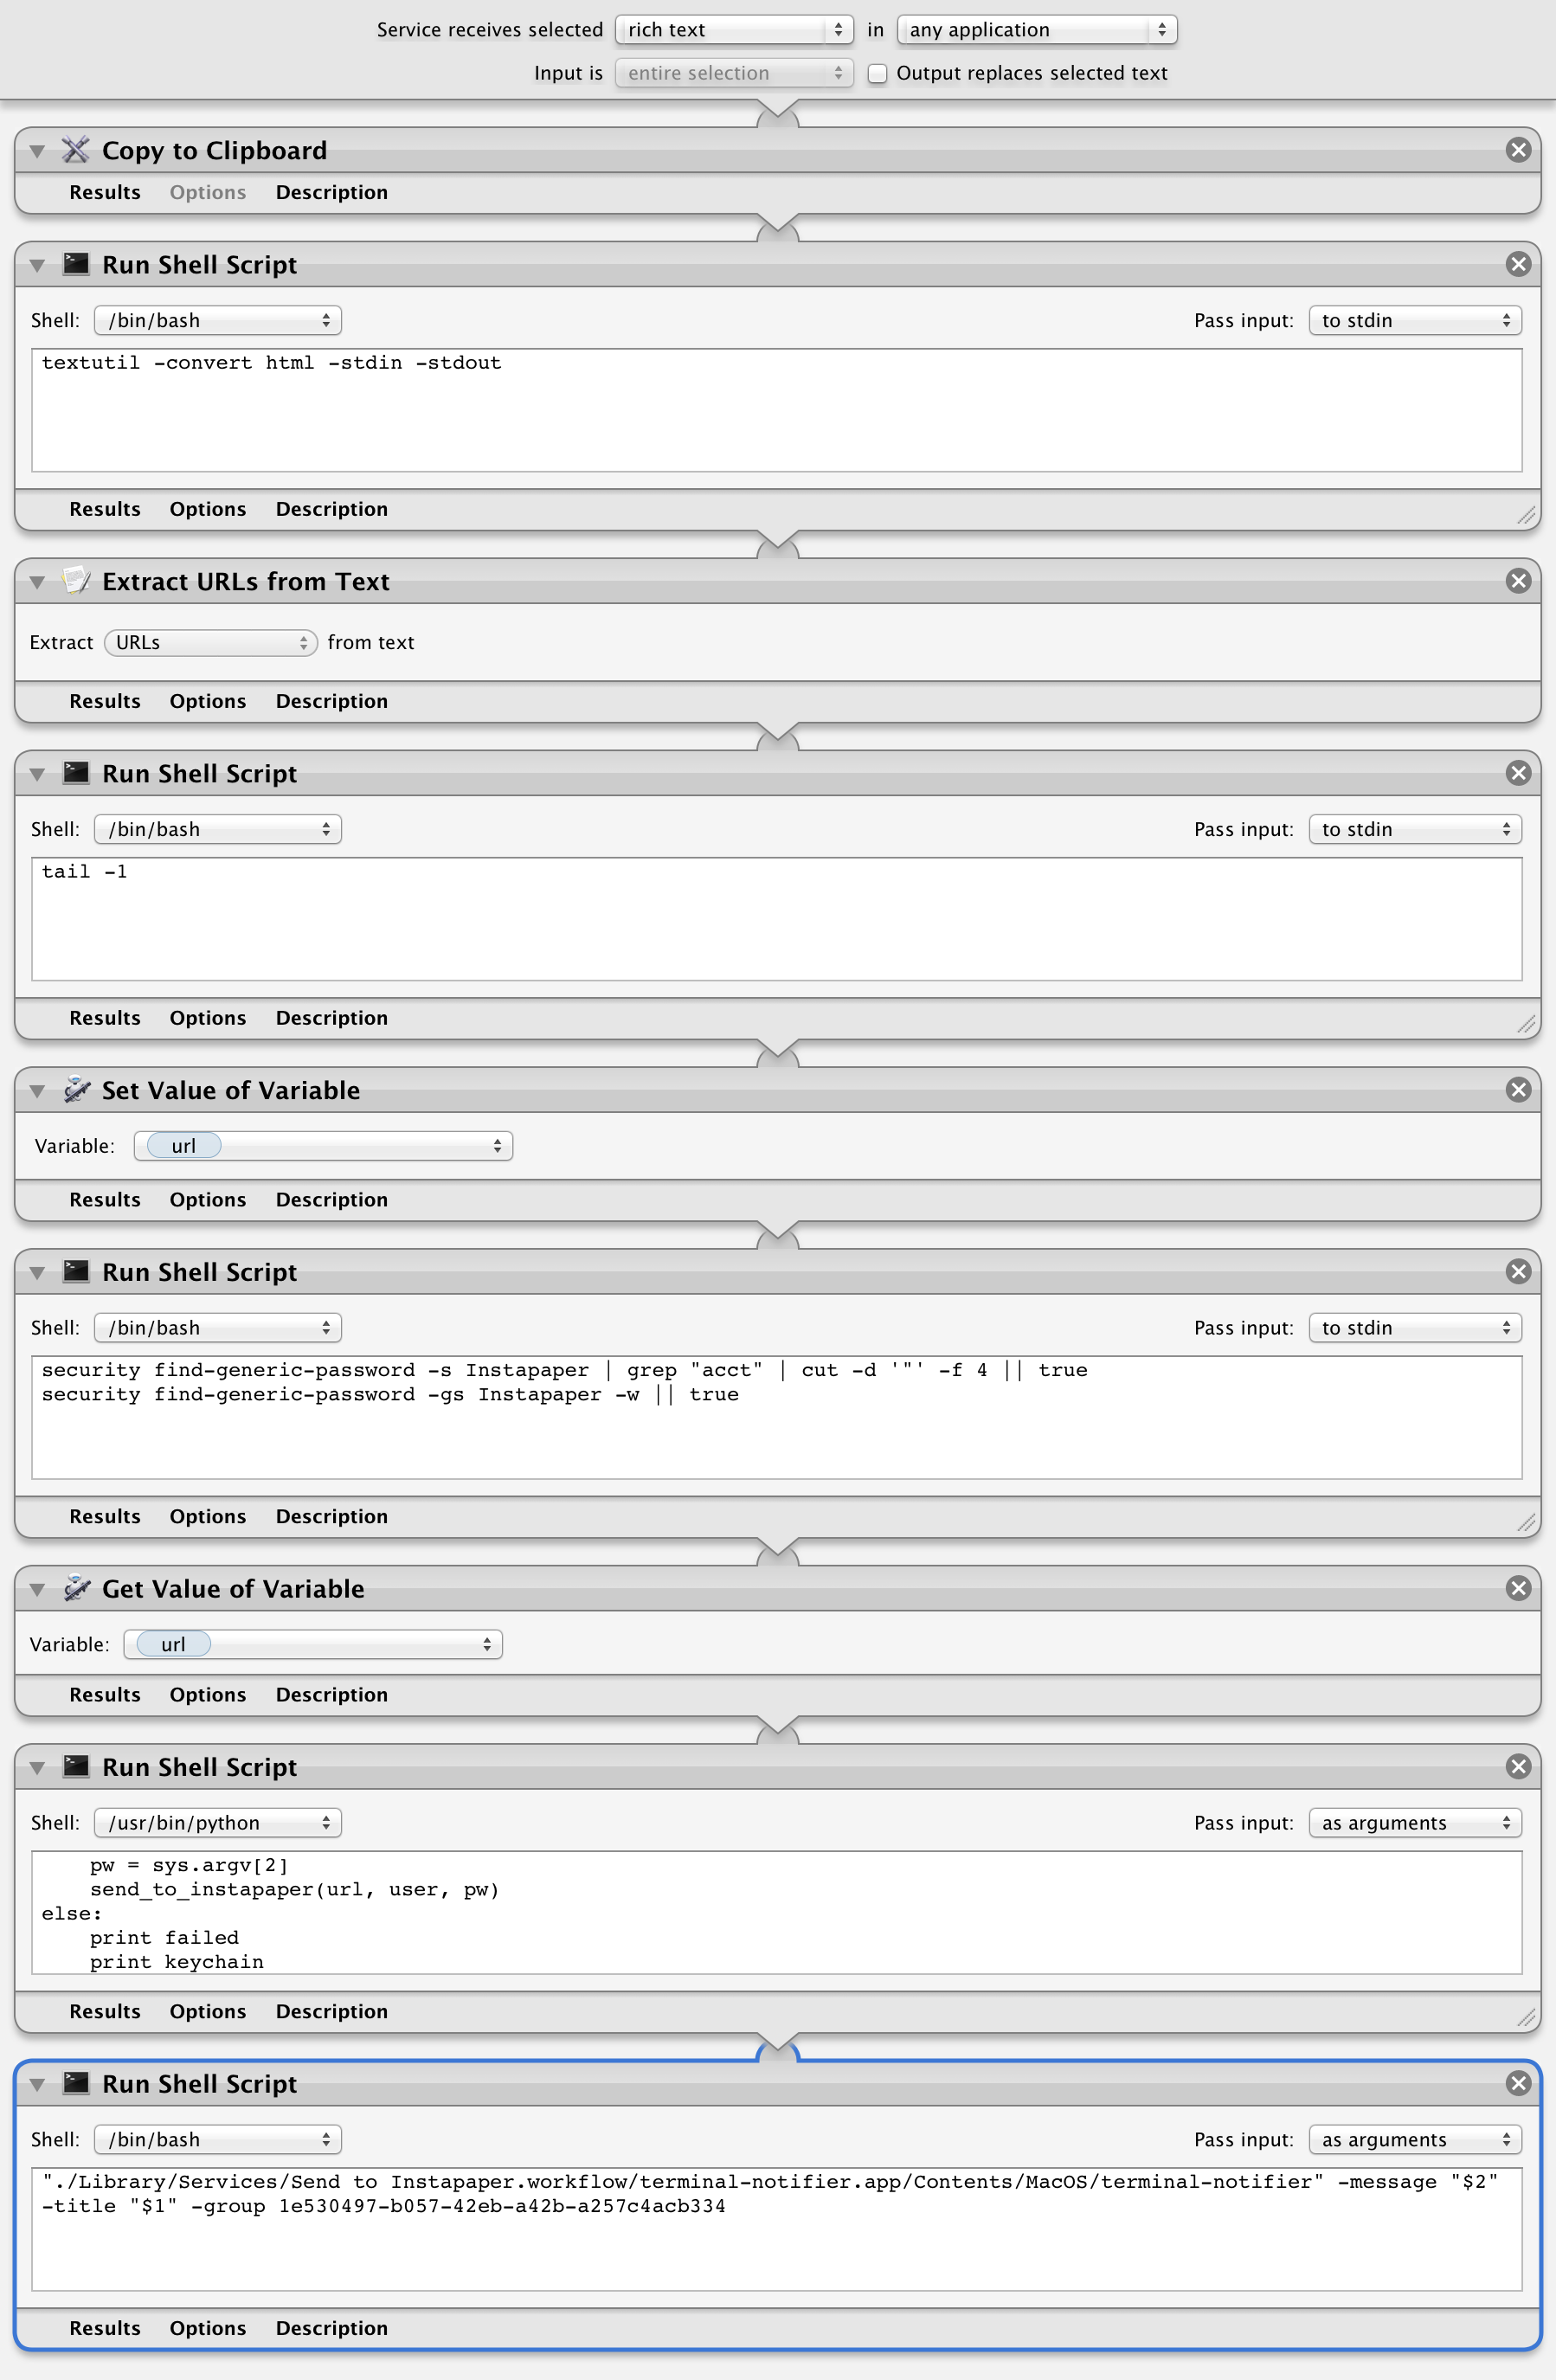 Service receives selected rich text in any application
Input is entire selection Output replaces selected text
Copy to Clipboard
Results Options Description
Run Shell Script
Shell: /bin/bash Pass input: to stdin
textutil -convert html -stdin -stdout
Results Options Description
Extract URLs from Text
Extract URLs from text
Results Options Description
Run Shell Script
Shell: /bin/bash Pass input: to stdin
tail -1
Results Options Description
Set Value of Variable
Variable: url
Results Options Description
Run Shell Script
Shell: /bin/bash Pass input: to stdin
security find-generic-password -s Instapaper | grep "acct" | cut -d '"' -f 4 || true
security find-generic-password -gs Instapaper -w || true
Results Options Description
Get Value of Variable
Variable: url
Results Options Description
Run Shell Script
Shell: /usr/bin/python Pass input: as arguments
pw = sys.argv[2]
send_to_instapaper(url, user, pw)
else:
print failed
print keychain
Results Options Description
Run Shell Script
Shell: /bin/bash Pass input: as arguments
"./Library/Services/Send to Instapaper.workflow/terminal-notifier.app/Contents/MacOS/terminal-notifier" -message "$2"
-title "$1" -group 1e530497-b057-42eb-a42b-a257c4acb334
Results Options Description